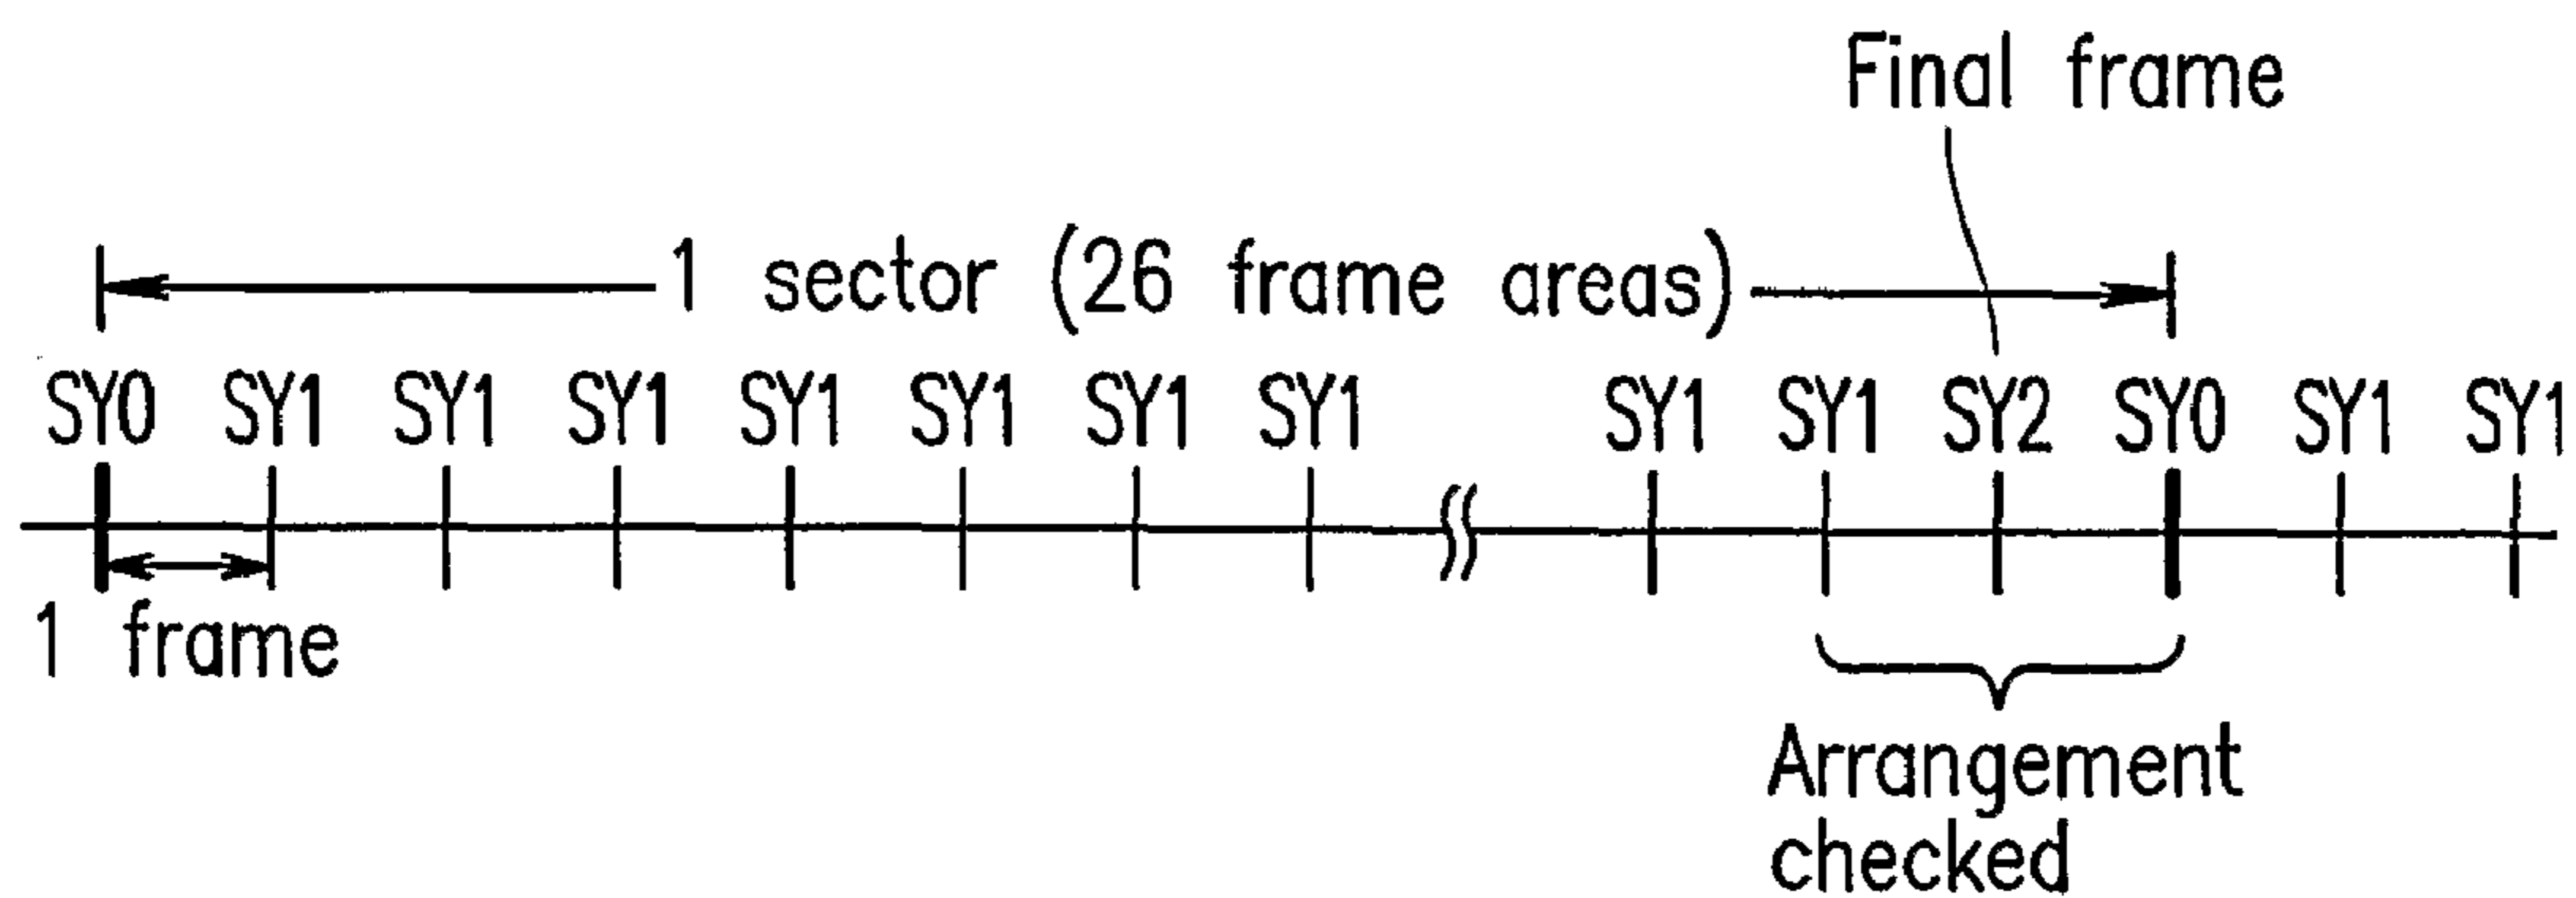 Final frame
1 sector (26 frame areas)
SY0 SY1 SY1 SY1 SY1 SY1 SY1 SY1 SY1 SY1 SY2 SY0 SY1 SY1
1 frame
Arrangement
checked